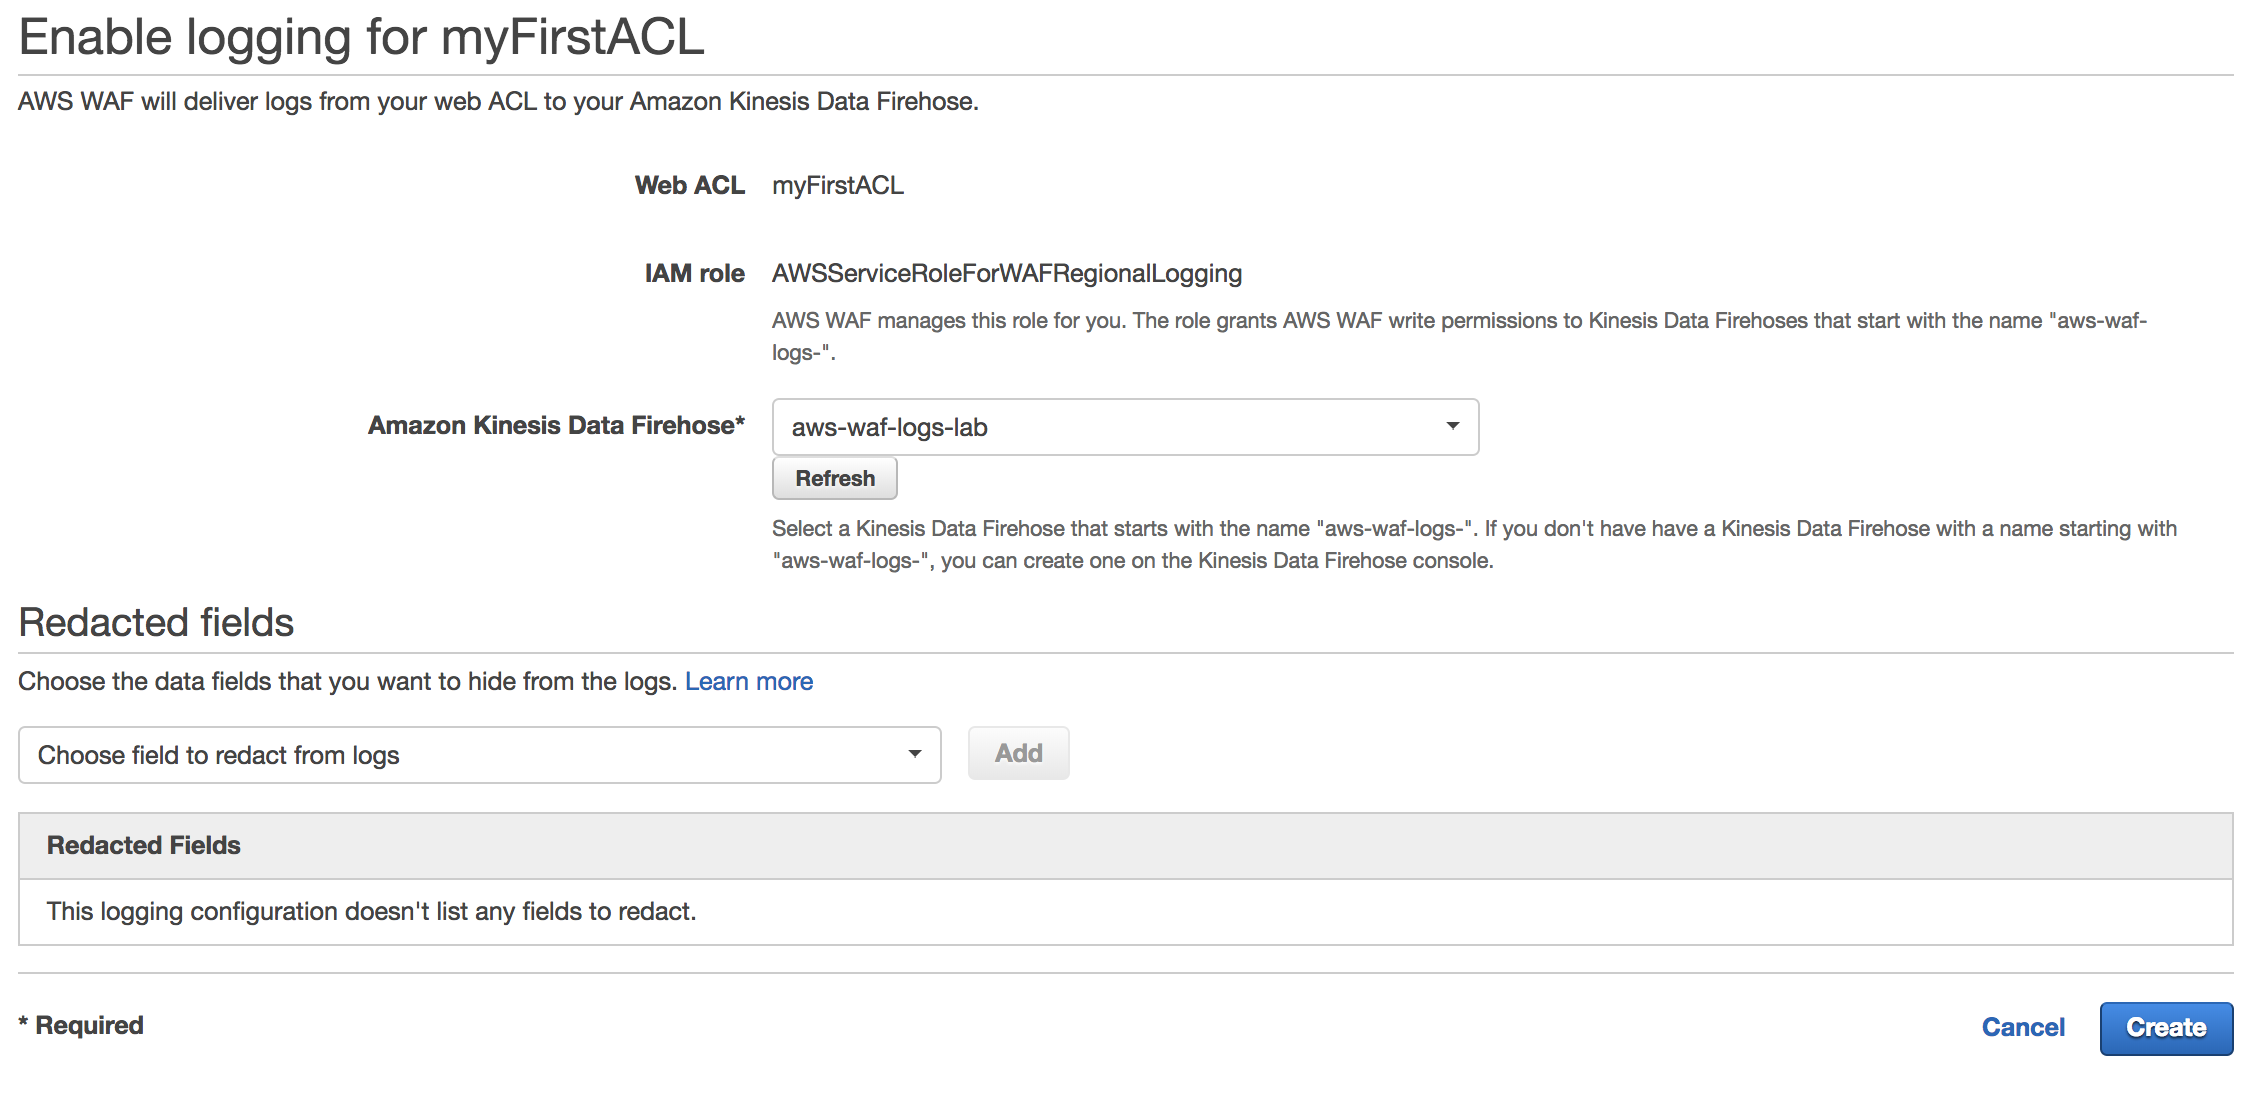 Enable logging for myFirstACL
AWS WAF will deliver logs from your web ACL to your Amazon Kinesis Data Firehose.
Web ACL myFirstACL
IAM role AWSServiceRoleForWAFRegionalLogging
AWS WAF manages this role for you. The role grants AWS WAF write permissions to Kinesis Data Firehoses that start with the name "aws-waf-
logs-".
Amazon Kinesis Data Firehose* aws-waf-logs-lab
Refresh
Select a Kinesis Data Firehose that starts with the name "aws-waf-logs-". If you don't have have a Kinesis Data Firehose with a name starting with
"aws-waf-logs-", you can create one on the Kinesis Data Firehose console.
Redacted fields
Choose the data fields that you want to hide from the logs. Learn more
Choose field to redact from logs Add
Redacted Fields
This logging configuration doesn't list any fields to redact.
* Required Cancel Create